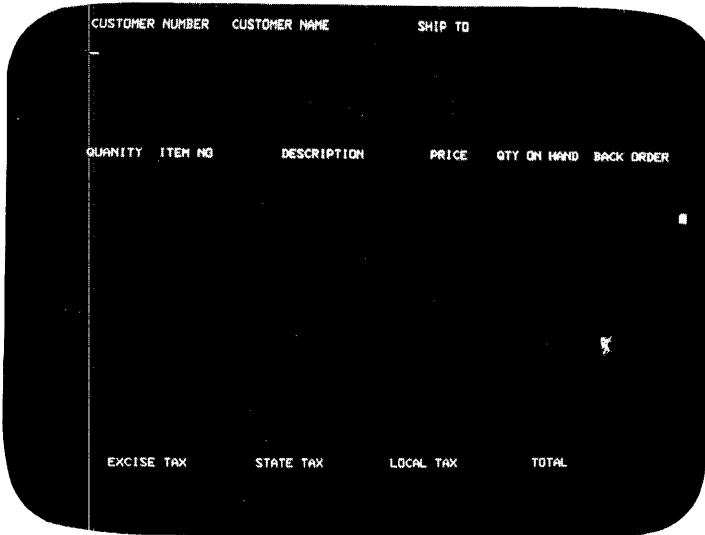 CUSTOMER NUMBER CUSTOMER NAME SHIP TO
QUANITY ITEM NO DESCRIPTION PRICE QTY ON HAND BACK ORDER
EXCISE TAX STATE TAX LOCAL TAX TOTAL